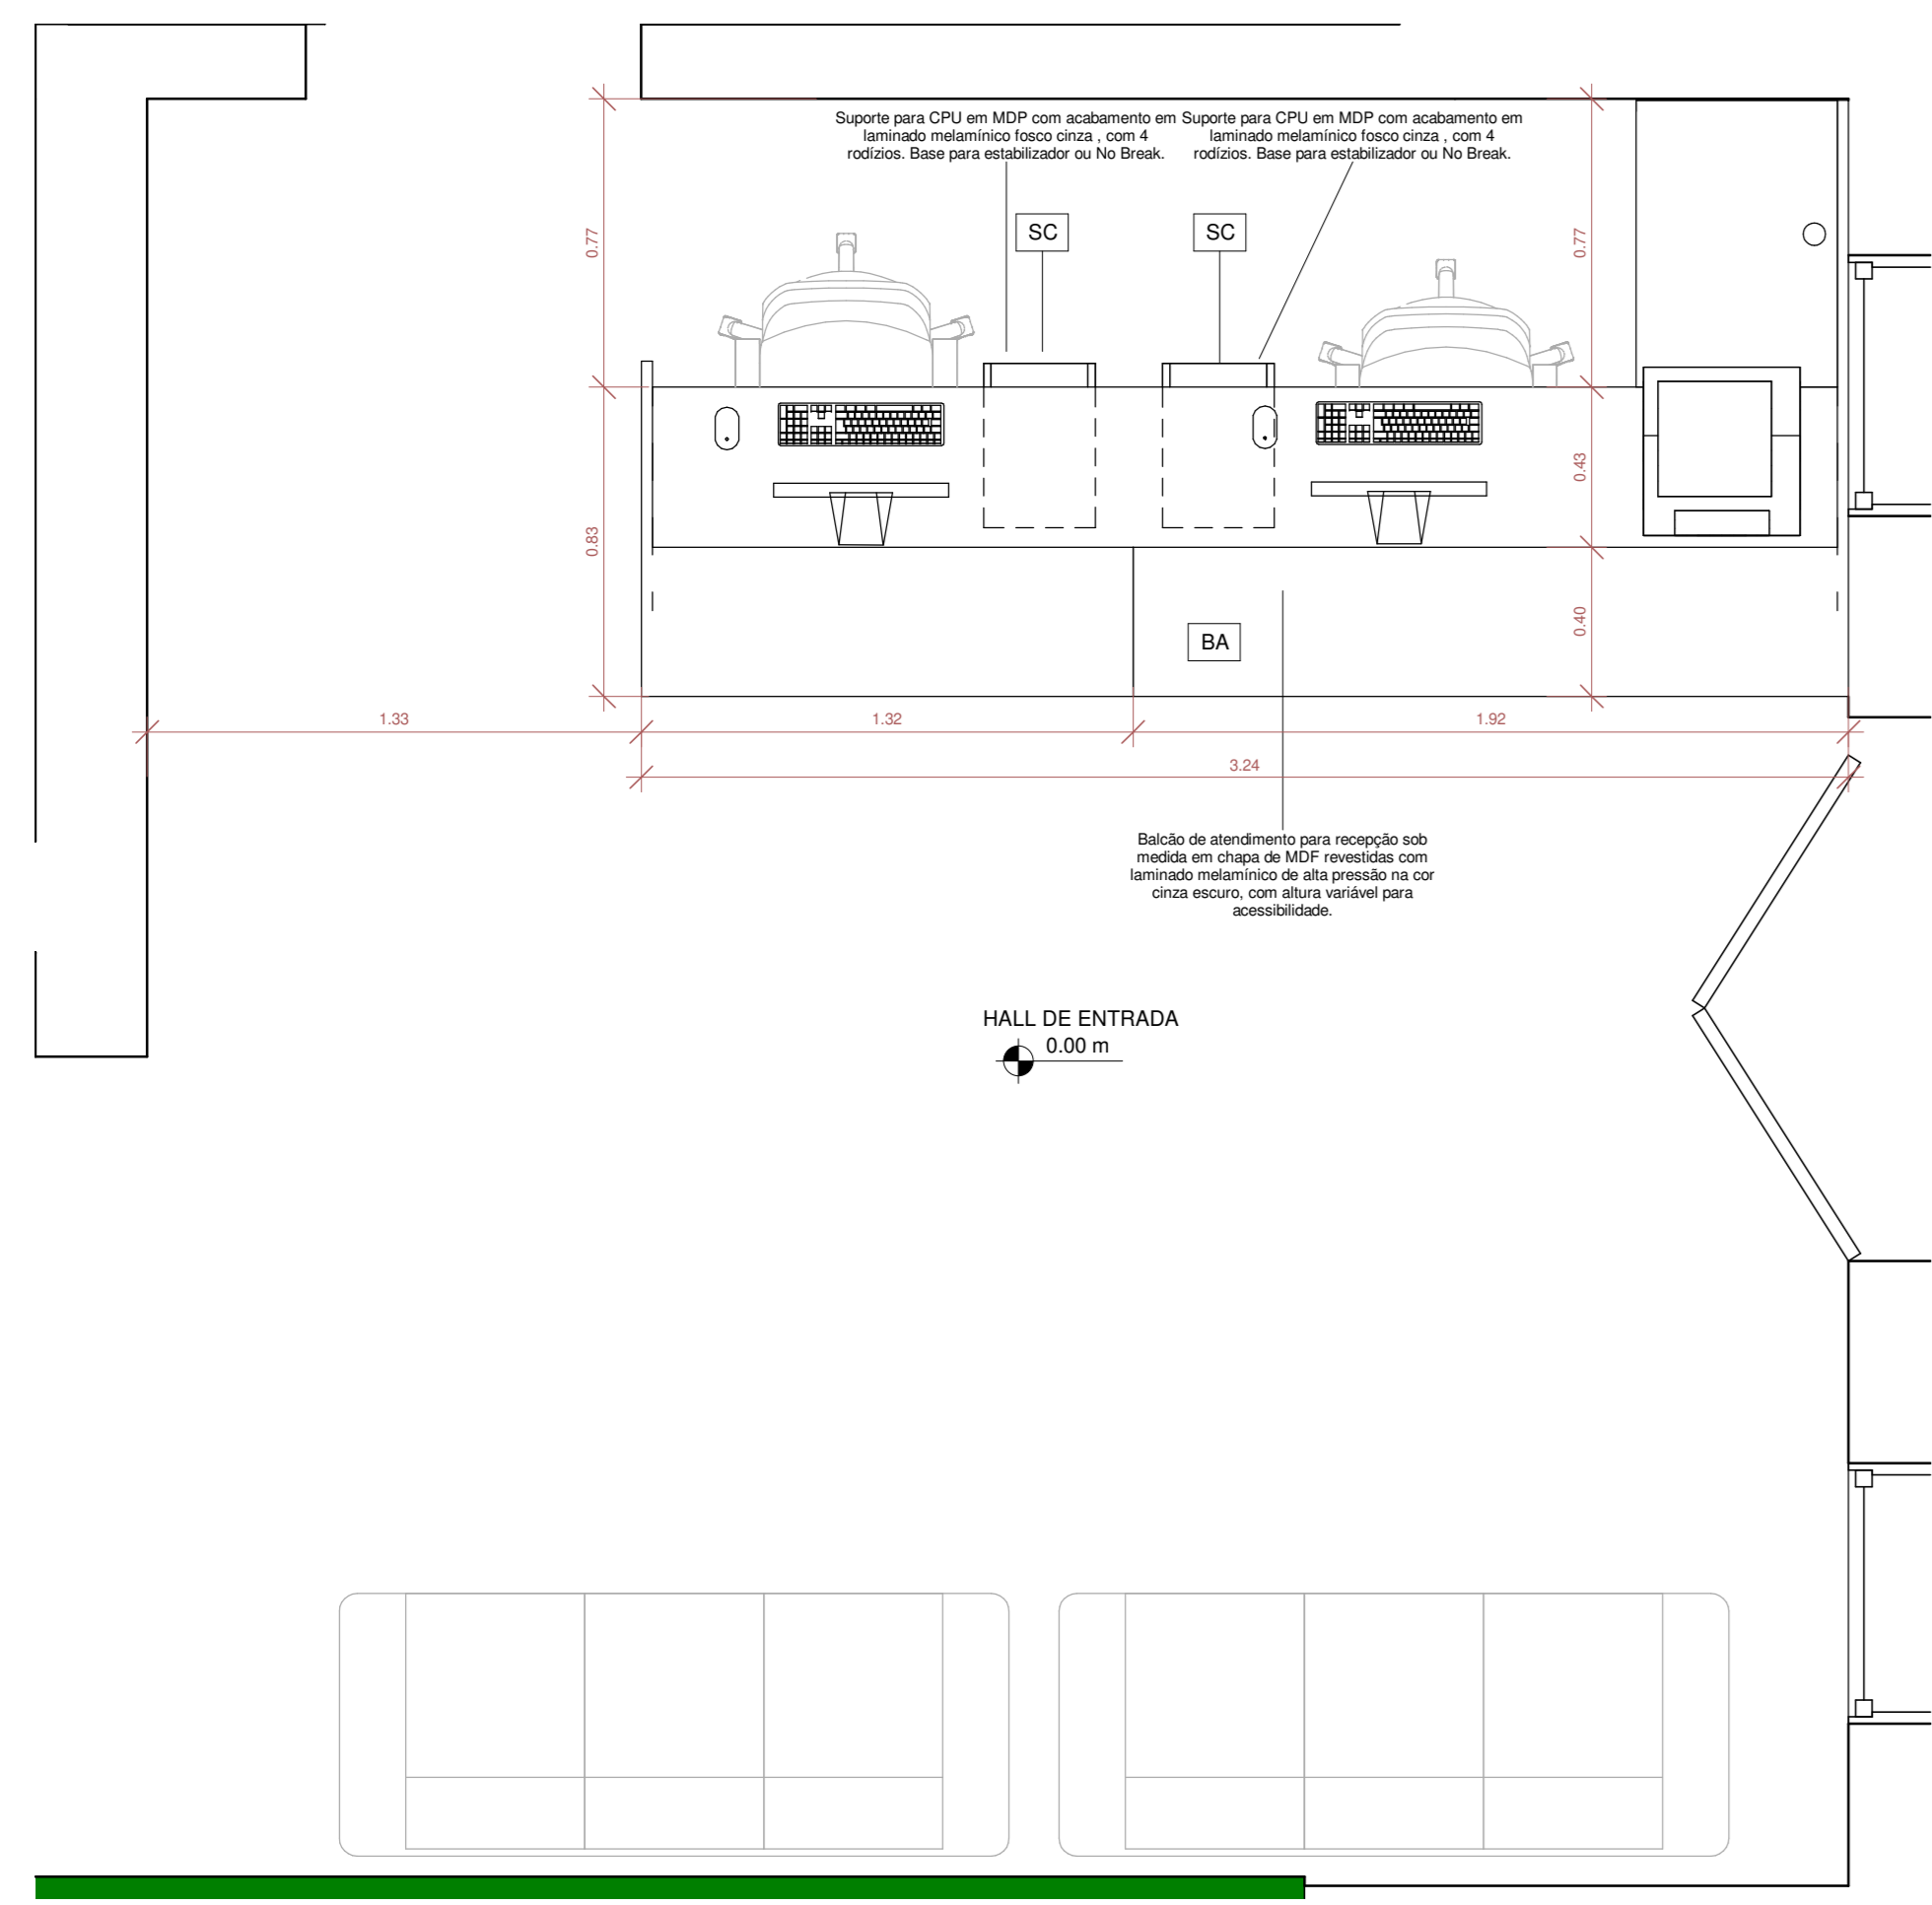 Suporte para CPU em MDP com acabamento em
laminado melamínico fosco cinza , com 4
rodízios. Base para estabilizador ou No Break.
Suporte para CPU em MDP com acabamento em
laminado melamínico fosco cinza , com 4
rodízios. Base para estabilizador ou No Break.
SC
SC
0.77
0.77
0.43
0.83
0.40
BA
1.33
1.32
1.92
3.24
Balcão de atendimento para recepção sob
medida em chapa de MDF revestidas com
laminado melamínico de alta pressão na cor
cinza escuro, com altura variável para
acessibilidade.
HALL DE ENTRADA
0.00 m